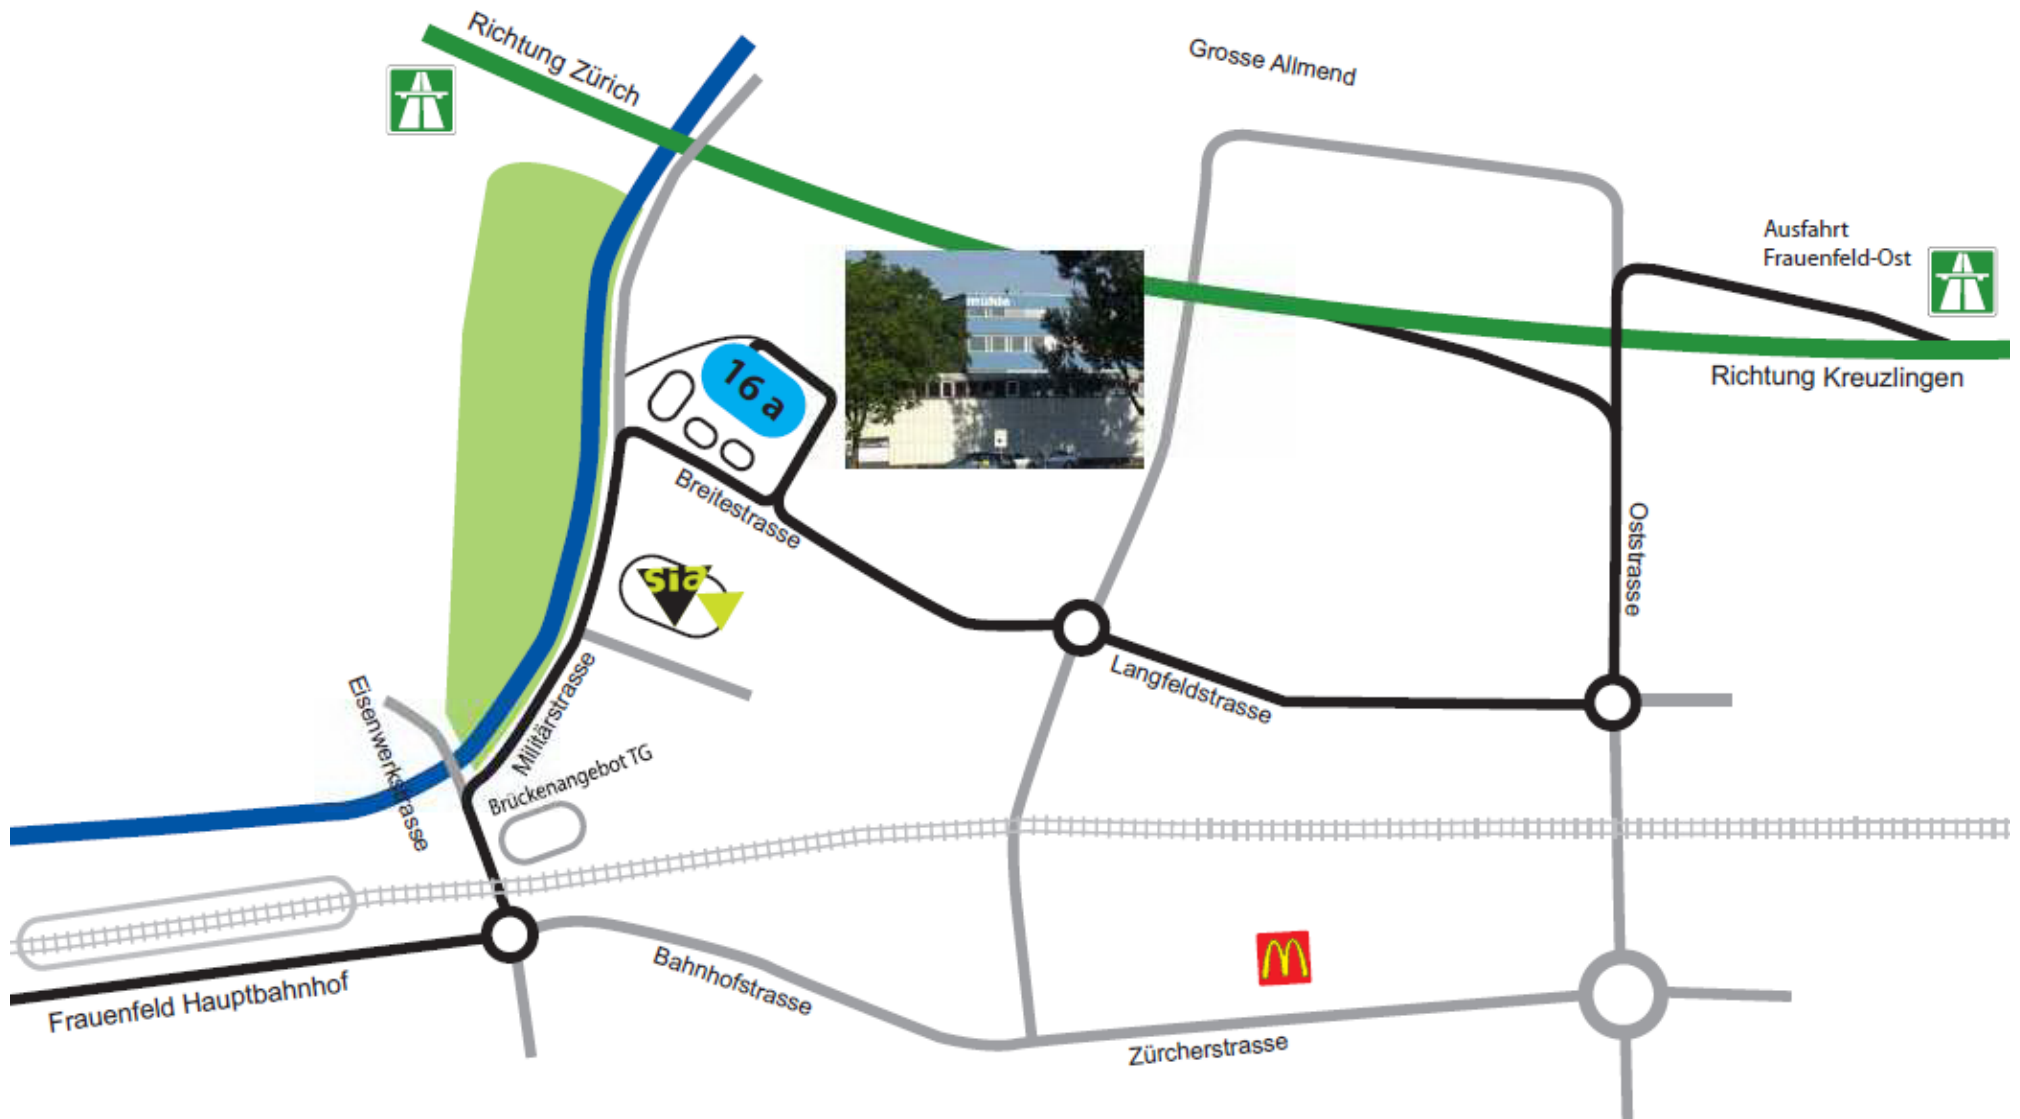 Richtung Zürich
Grosse Allmend
Ausfahrt
Frauenfeld-Ost
mühle
16 a
Richtung Kreuzlingen
Breitestrasse
Oststrasse
sia
Militärstrasse
Langfeldstrasse
Eisenwerkstrasse
Brückenangebot TG
Bahnhofstrasse
Frauenfeld Hauptbahnhof
Zürcherstrasse